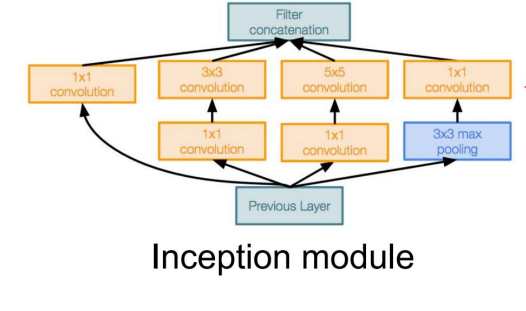 Filter
concatenation
1x1
convolution
3x3
convolution
5x5
convolution
1x1
convolution
1x1
convolution
1x1
convolution
3x3 max
pooling
Previous Layer
Inception module